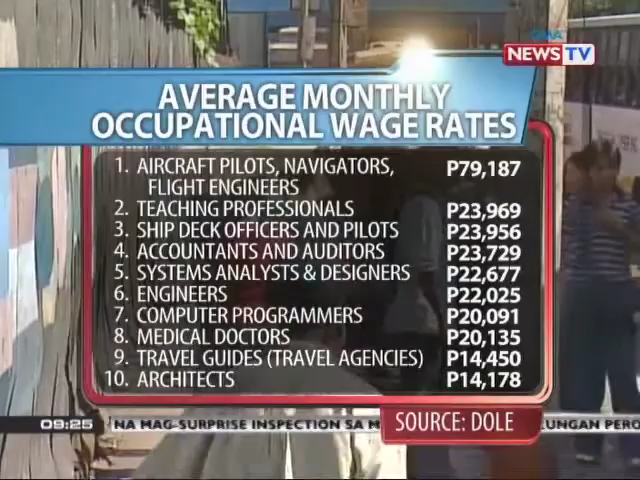 GMA
NEWS TV
AVERAGE MONTHLY
OCCUPATIONAL WAGE RATES
1. AIRCRAFT PILOTS, NAVIGATORS, P79,187
FLIGHT ENGINEERS
2. TEACHING PROFESSIONALS P23,969
3. SHIP DECK OFFICERS AND PILOTS P23,956
4. ACCOUNTANTS AND AUDITORS P23,729
5. SYSTEMS ANALYSTS & DESIGNERS P22,677
6. ENGINEERS P22,025
7. COMPUTER PROGRAMMERS P20,091
8. MEDICAL DOCTORS P20,135
9. TRAVEL GUIDES (TRAVEL AGENCIES) P14,450
10. ARCHITECTS P14,178
SOURCE: DOLE
09:25 NA MAG-SURPRISE INSPECTION SA